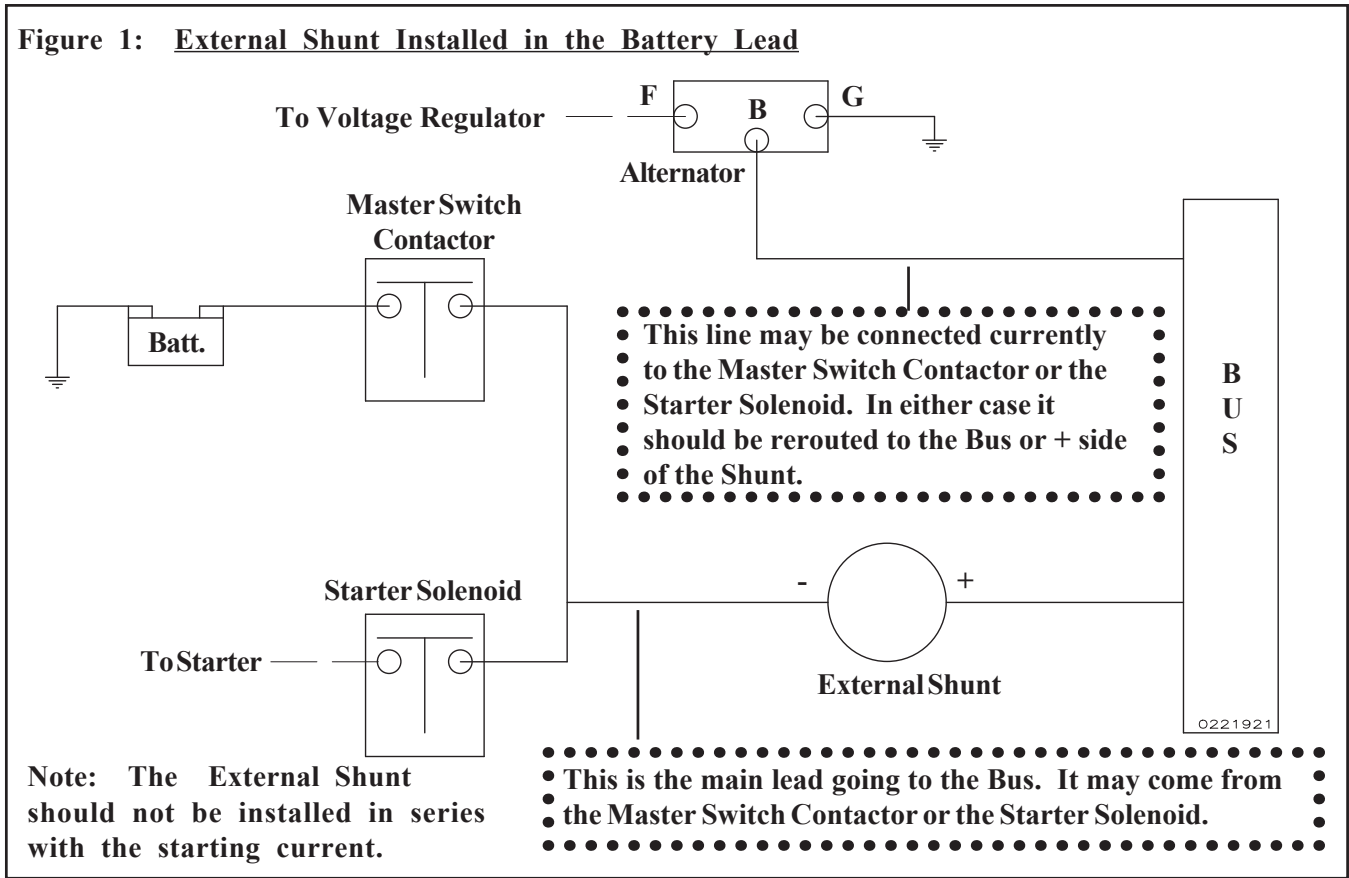 Figure 1: External Shunt Installed in the Battery Lead
F
B
G
To Voltage Regulator
Alternator
Master Switch
Contactor
Batt.
This line may be connected currently
to the Master Switch Contactor or the
Starter Solenoid. In either case it
should be rerouted to the Bus or + side
of the Shunt.
B
U
S
Starter Solenoid
- +
To Starter
External Shunt
0221921
Note: The External Shunt
should not be installed in series
with the starting current.
This is the main lead going to the Bus. It may come from
the Master Switch Contactor or the Starter Solenoid.